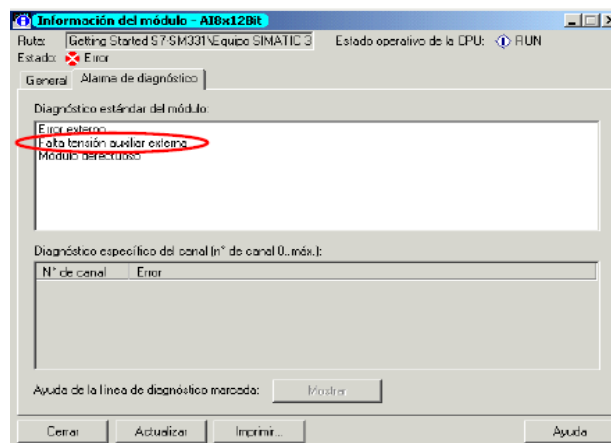 Información del módulo - AI8x12Bit
Ruta: Getting Started S7-SM331\Equipo SIMATIC 3 Estado operativo de la CPU: RUN
Estado: Error
General Alarma de diagnóstico
Diagnóstico estándar del módulo:
Error externo
Falta tensión auxiliar externa
Módulo defectuoso
Diagnóstico específico del canal (n° de canal 0..máx.):
N° de canal Error
Ayuda de la línea de diagnóstico marcada: Mostrar
Cerrar Actualizar Imprimir... Ayuda